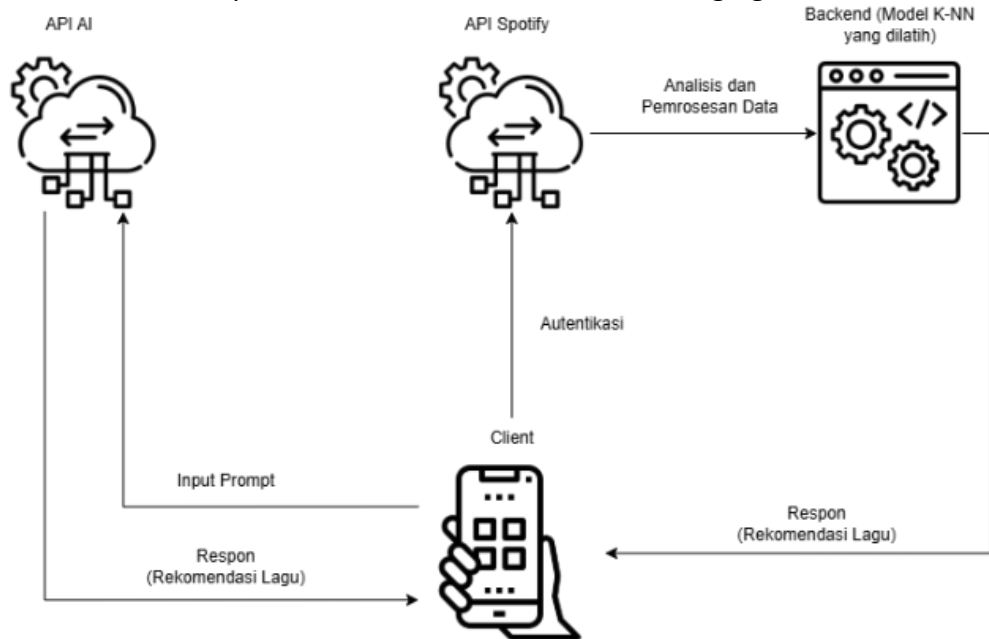 API AI
API Spotify
Backend (Model K-NN
yang dilatih)
Analisis dan
Pemrosesan Data
</>
Autentikasi
Client
Input Prompt
Respon
(Rekomendasi Lagu)
Respon
(Rekomendasi Lagu)